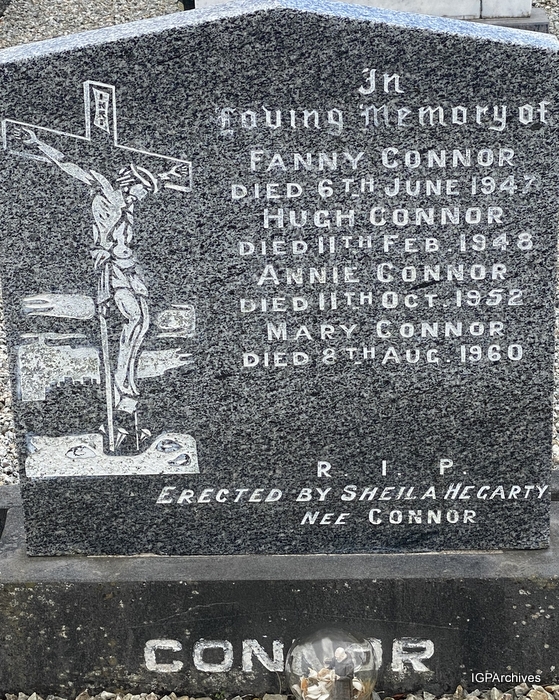 INRI
In
Loving Memory of
FANNY CONNOR
DIED 6TH JUNE 1947
HUGH CONNOR
DIED 11TH FEB. 1948
ANNIE CONNOR
DIED 11TH OCT. 1952
MARY CONNOR
DIED 8TH AUG. 1960
R. I. P.
ERECTED BY SHEILA HEGARTY
NEE CONNOR
CONNOR
IGPArchives